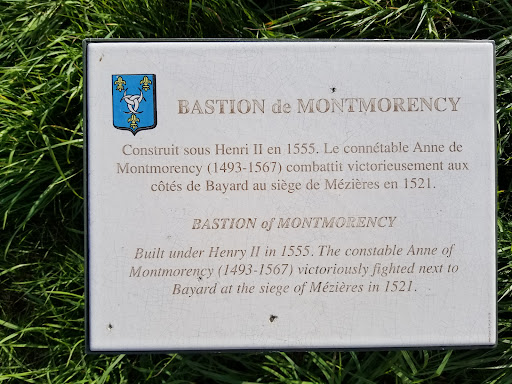 BASTION de MONTMORENCY
Construit sous Henri II en 1555. Le connétable Anne de
Montmorency (1493-1567) combattit victorieusement aux
côtés de Bayard au siège de Mézières en 1521.
BASTION of MONTMORENCY
Built under Henry II in 1555. The constable Anne of
Montmorency (1493-1567) victoriously fighted next to
Bayard at the siege of Mézières in 1521.